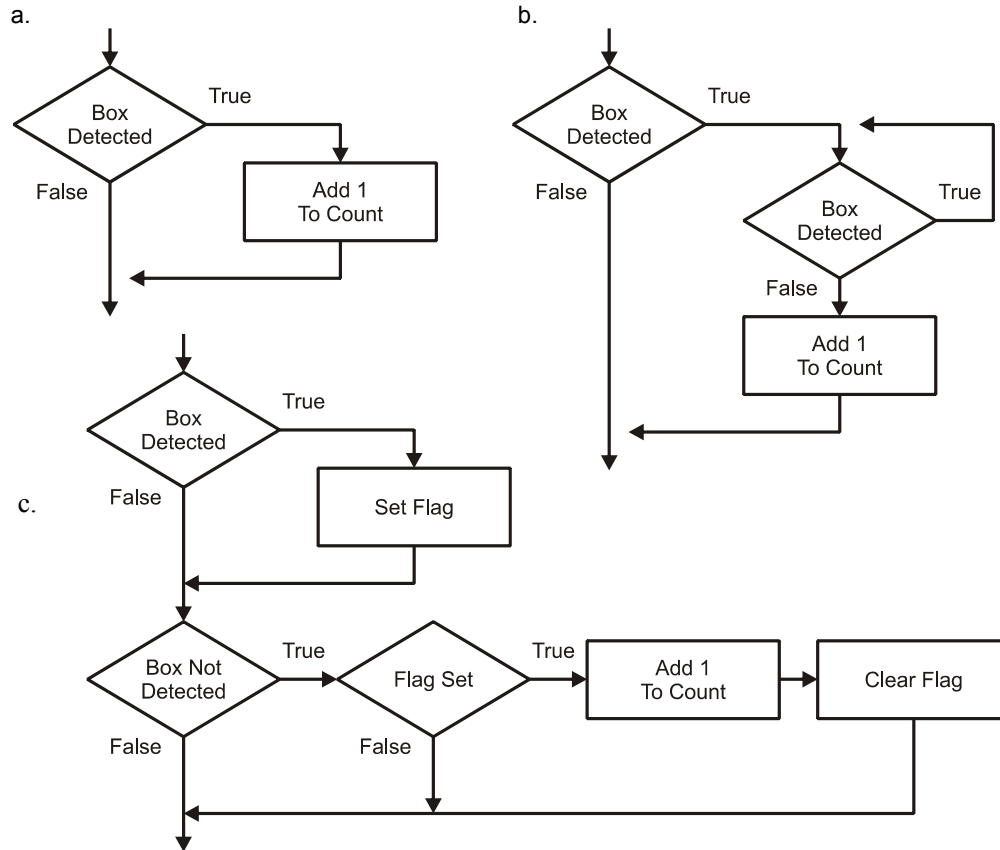 a.
Box
Detected
True
False
Add 1
To Count
b.
Box
Detected
True
False
Box
Detected
True
False
Add 1
To Count
c.
Box
Detected
True
False
Set Flag
Box Not
Detected
True
False
Flag Set
True
False
Add 1
To Count
Clear Flag